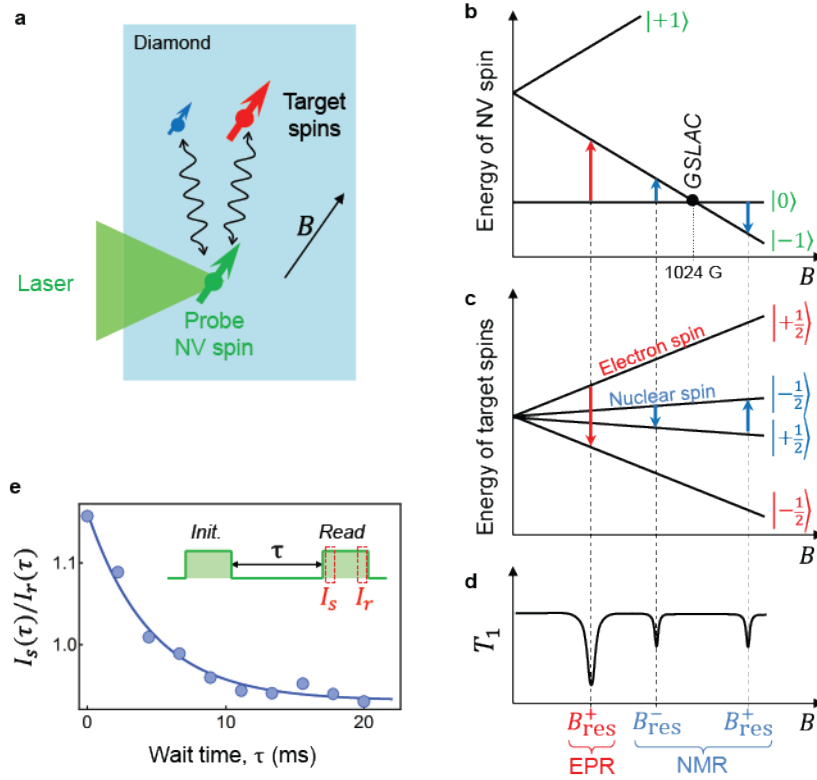 a
Diamond
Target
spins
B
Laser
Probe
NV spin
b
Energy of NV spin
|+1⟩
GSLAC
|0⟩
|−1⟩
1024 G
B
c
Energy of target spins
Electron spin
Nuclear spin
|+½⟩
|−½⟩
|+½⟩
|−½⟩
B
d
T₁
B
B⁺res
B⁻res
B⁺res
EPR
NMR
e
Iₛ(τ)/Iᵣ(τ)
1.1
1.0
Init.
τ
Read
Iₛ
Iᵣ
0
10
20
Wait time, τ (ms)